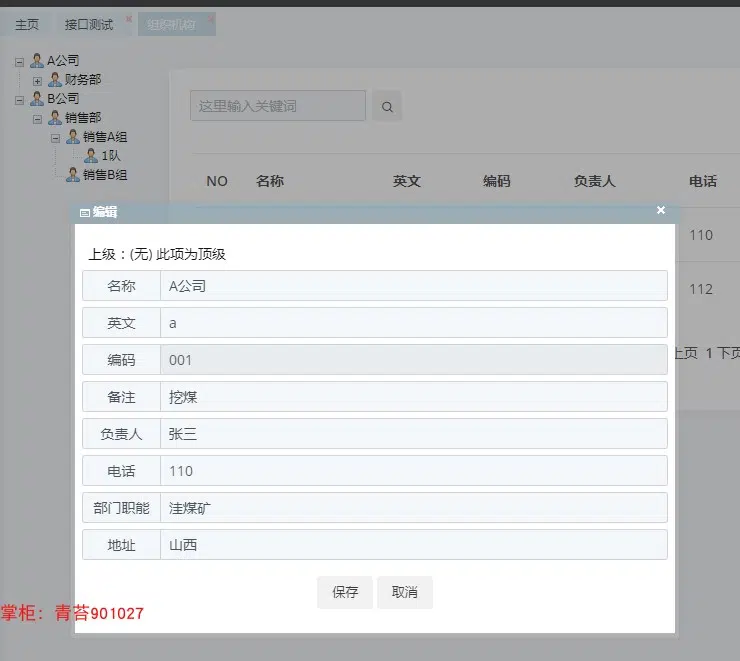 主页 接口测试 组织机构
A公司
财务部
B公司
销售部
销售A组
1队
销售B组
这里输入关键词
NO 名称 英文 编码 负责人 电话
110
112
上页 1 下页
编辑 ×
上级：(无) 此项为顶级
名称 A公司
英文 a
编码 001
备注 挖煤
负责人 张三
电话 110
部门职能 洼煤矿
地址 山西
保存 取消
掌柜：青苔901027